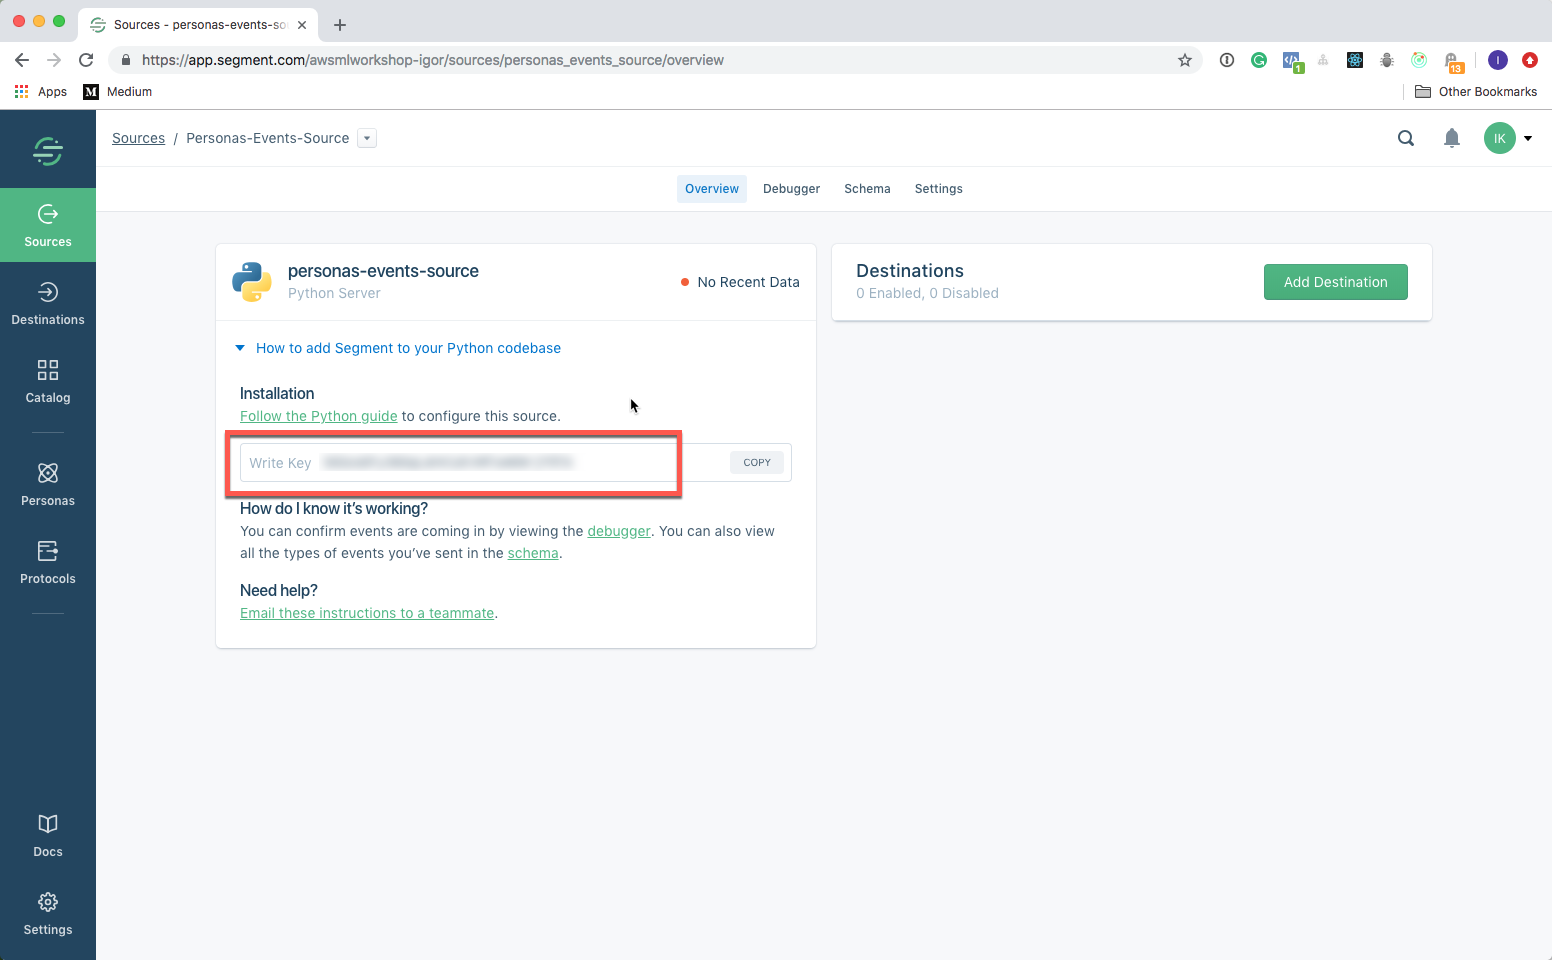 Sources - personas-events-so
https://app.segment.com/awsmlworkshop-igor/sources/personas_events_source/overview
1
13
I
Apps
M
Medium
Other Bookmarks
Sources / Personas-Events-Source
IK
Overview
Debugger
Schema
Settings
Sources
Destinations
Catalog
Personas
Protocols
Docs
Settings
personas-events-source
Python Server
No Recent Data
How to add Segment to your Python codebase
Installation
Follow the Python guide to configure this source.
Write Key
COPY
How do I know it’s working?
You can confirm events are coming in by viewing the debugger. You can also view
all the types of events you’ve sent in the schema.
Need help?
Email these instructions to a teammate.
Destinations
0 Enabled, 0 Disabled
Add Destination